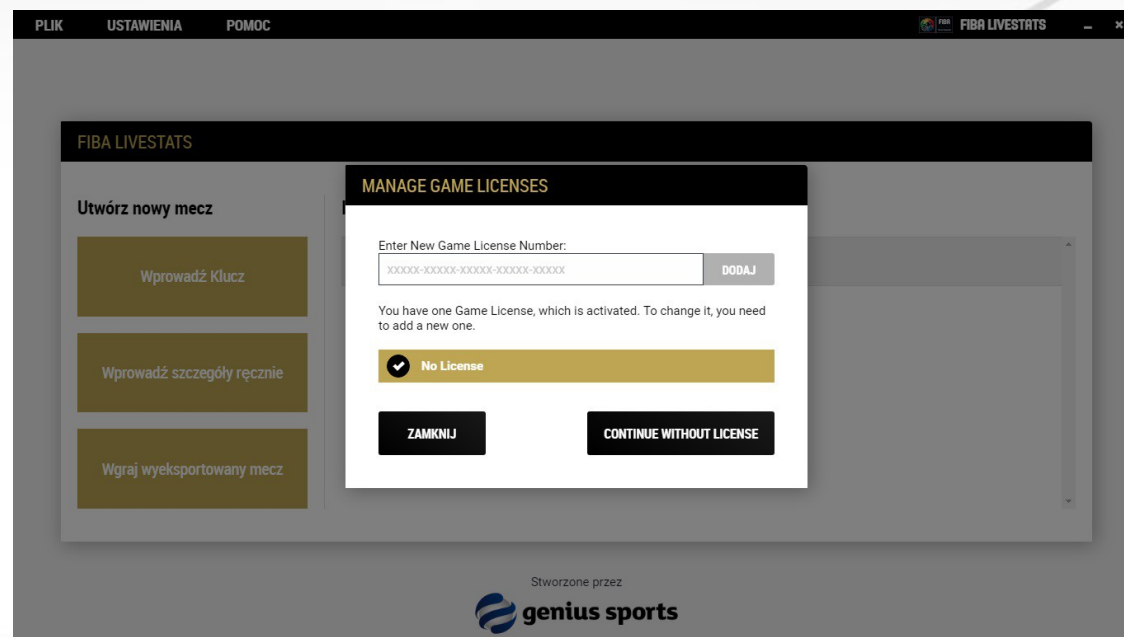 PLIK USTAWIENIA POMOC FIBA FIBA LIVESTATS
FIBA LIVESTATS
MANAGE GAME LICENSES
Utwórz nowy mecz
Enter New Game License Number:
xxxxx-xxxxx-xxxxx-xxxxx-xxxxx DODAJ
Wprowadź Klucz
You have one Game License, which is activated. To change it, you need
to add a new one.
No License
Wprowadź szczegóły ręcznie
ZAMKNIJ CONTINUE WITHOUT LICENSE
Wgraj wyeksportowany mecz
Stworzone przez
genius sports